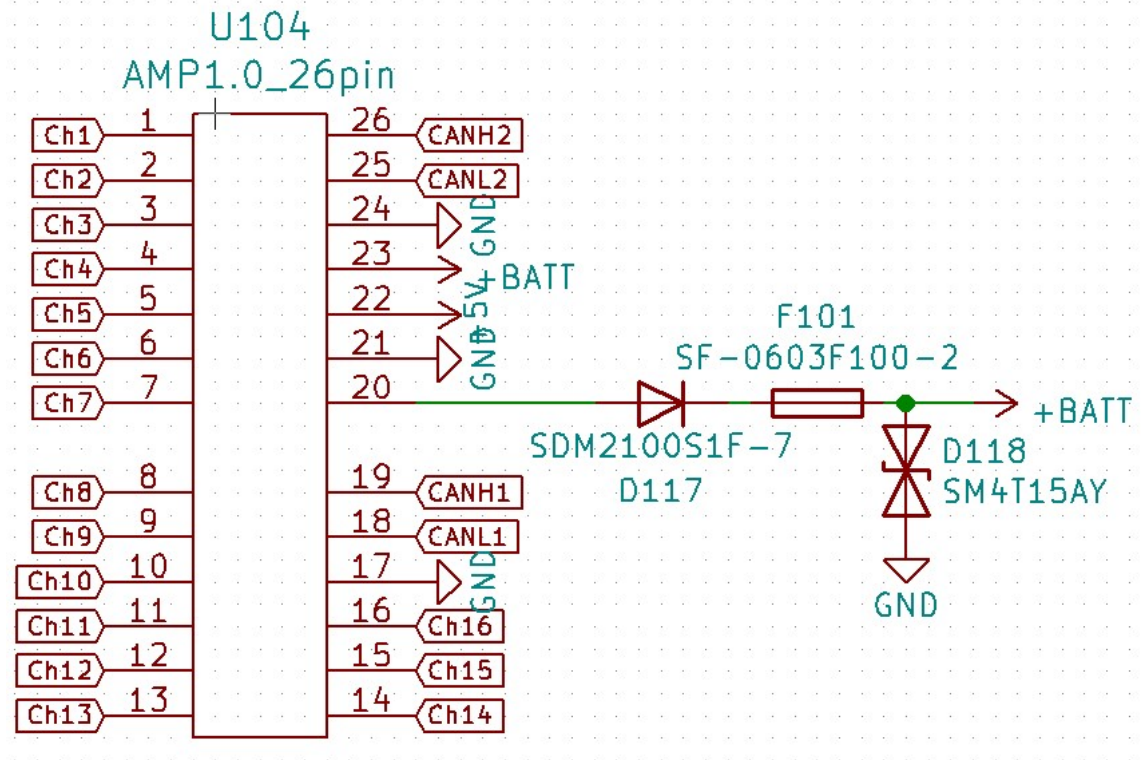 U104
AMP1.0_26pin
Ch1 1 26 CANH2
Ch2 2 25 CANL2
Ch3 3 24 GND
Ch4 4 23 +BATT
Ch5 5 22 +5V
Ch6 6 21 GND
Ch7 7 20
F101
SF-0603F100-2
+BATT
SDM2100S1F-7
D117
D118
SM4T15AY
GND
Ch8 8 19 CANH1
Ch9 9 18 CANL1
Ch10 10 17 GND
Ch11 11 16 Ch16
Ch12 12 15 Ch15
Ch13 13 14 Ch14